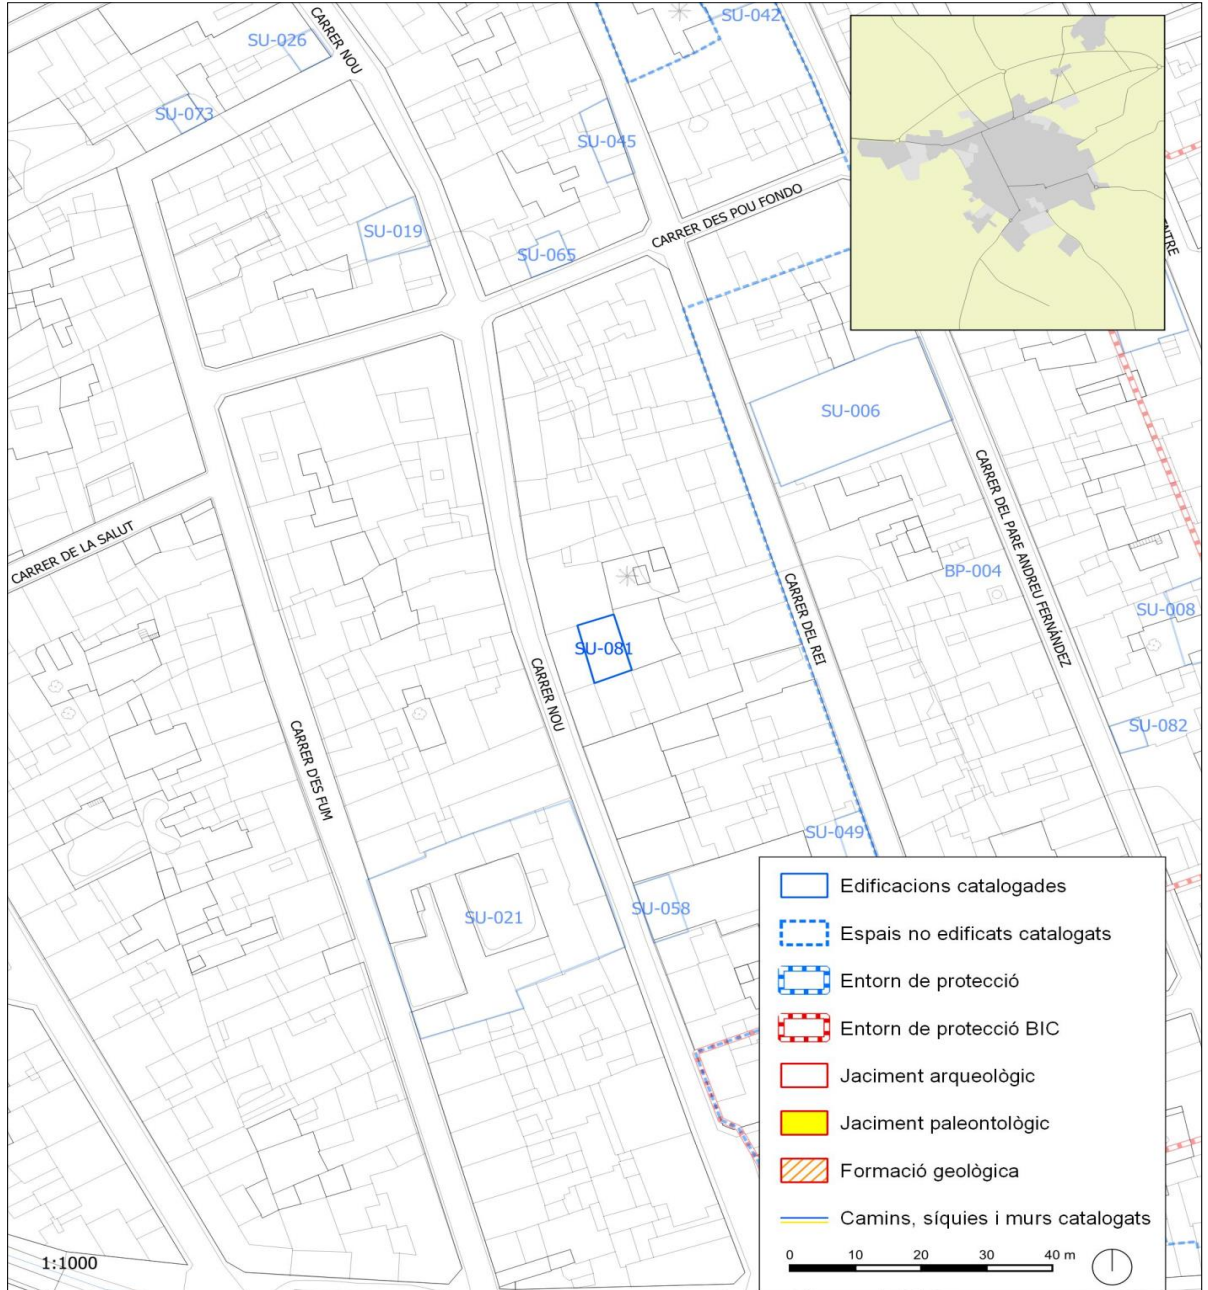 SU-042
CARRER NOU
SU-026
SU-073
SU-045
SU-019
SU-065
CARRER DES POU FONDO
NTRE
SU-006
CARRER DE LA SALUT
CARRER DEL PARE ANDREU FERNÁNDEZ
BP-004
CARRER DEL REI
SU-008
SU-081
CARRER NOU
CARRER D'ES FUM
SU-082
SU-049
SU-021
SU-058
Edificacions catalogades
Espais no edificats catalogats
Entorn de protecció
Entorn de protecció BIC
Jaciment arqueològic
Jaciment paleontològic
Formació geològica
Camins, síquies i murs catalogats
0 10 20 30 40 m
1:1000